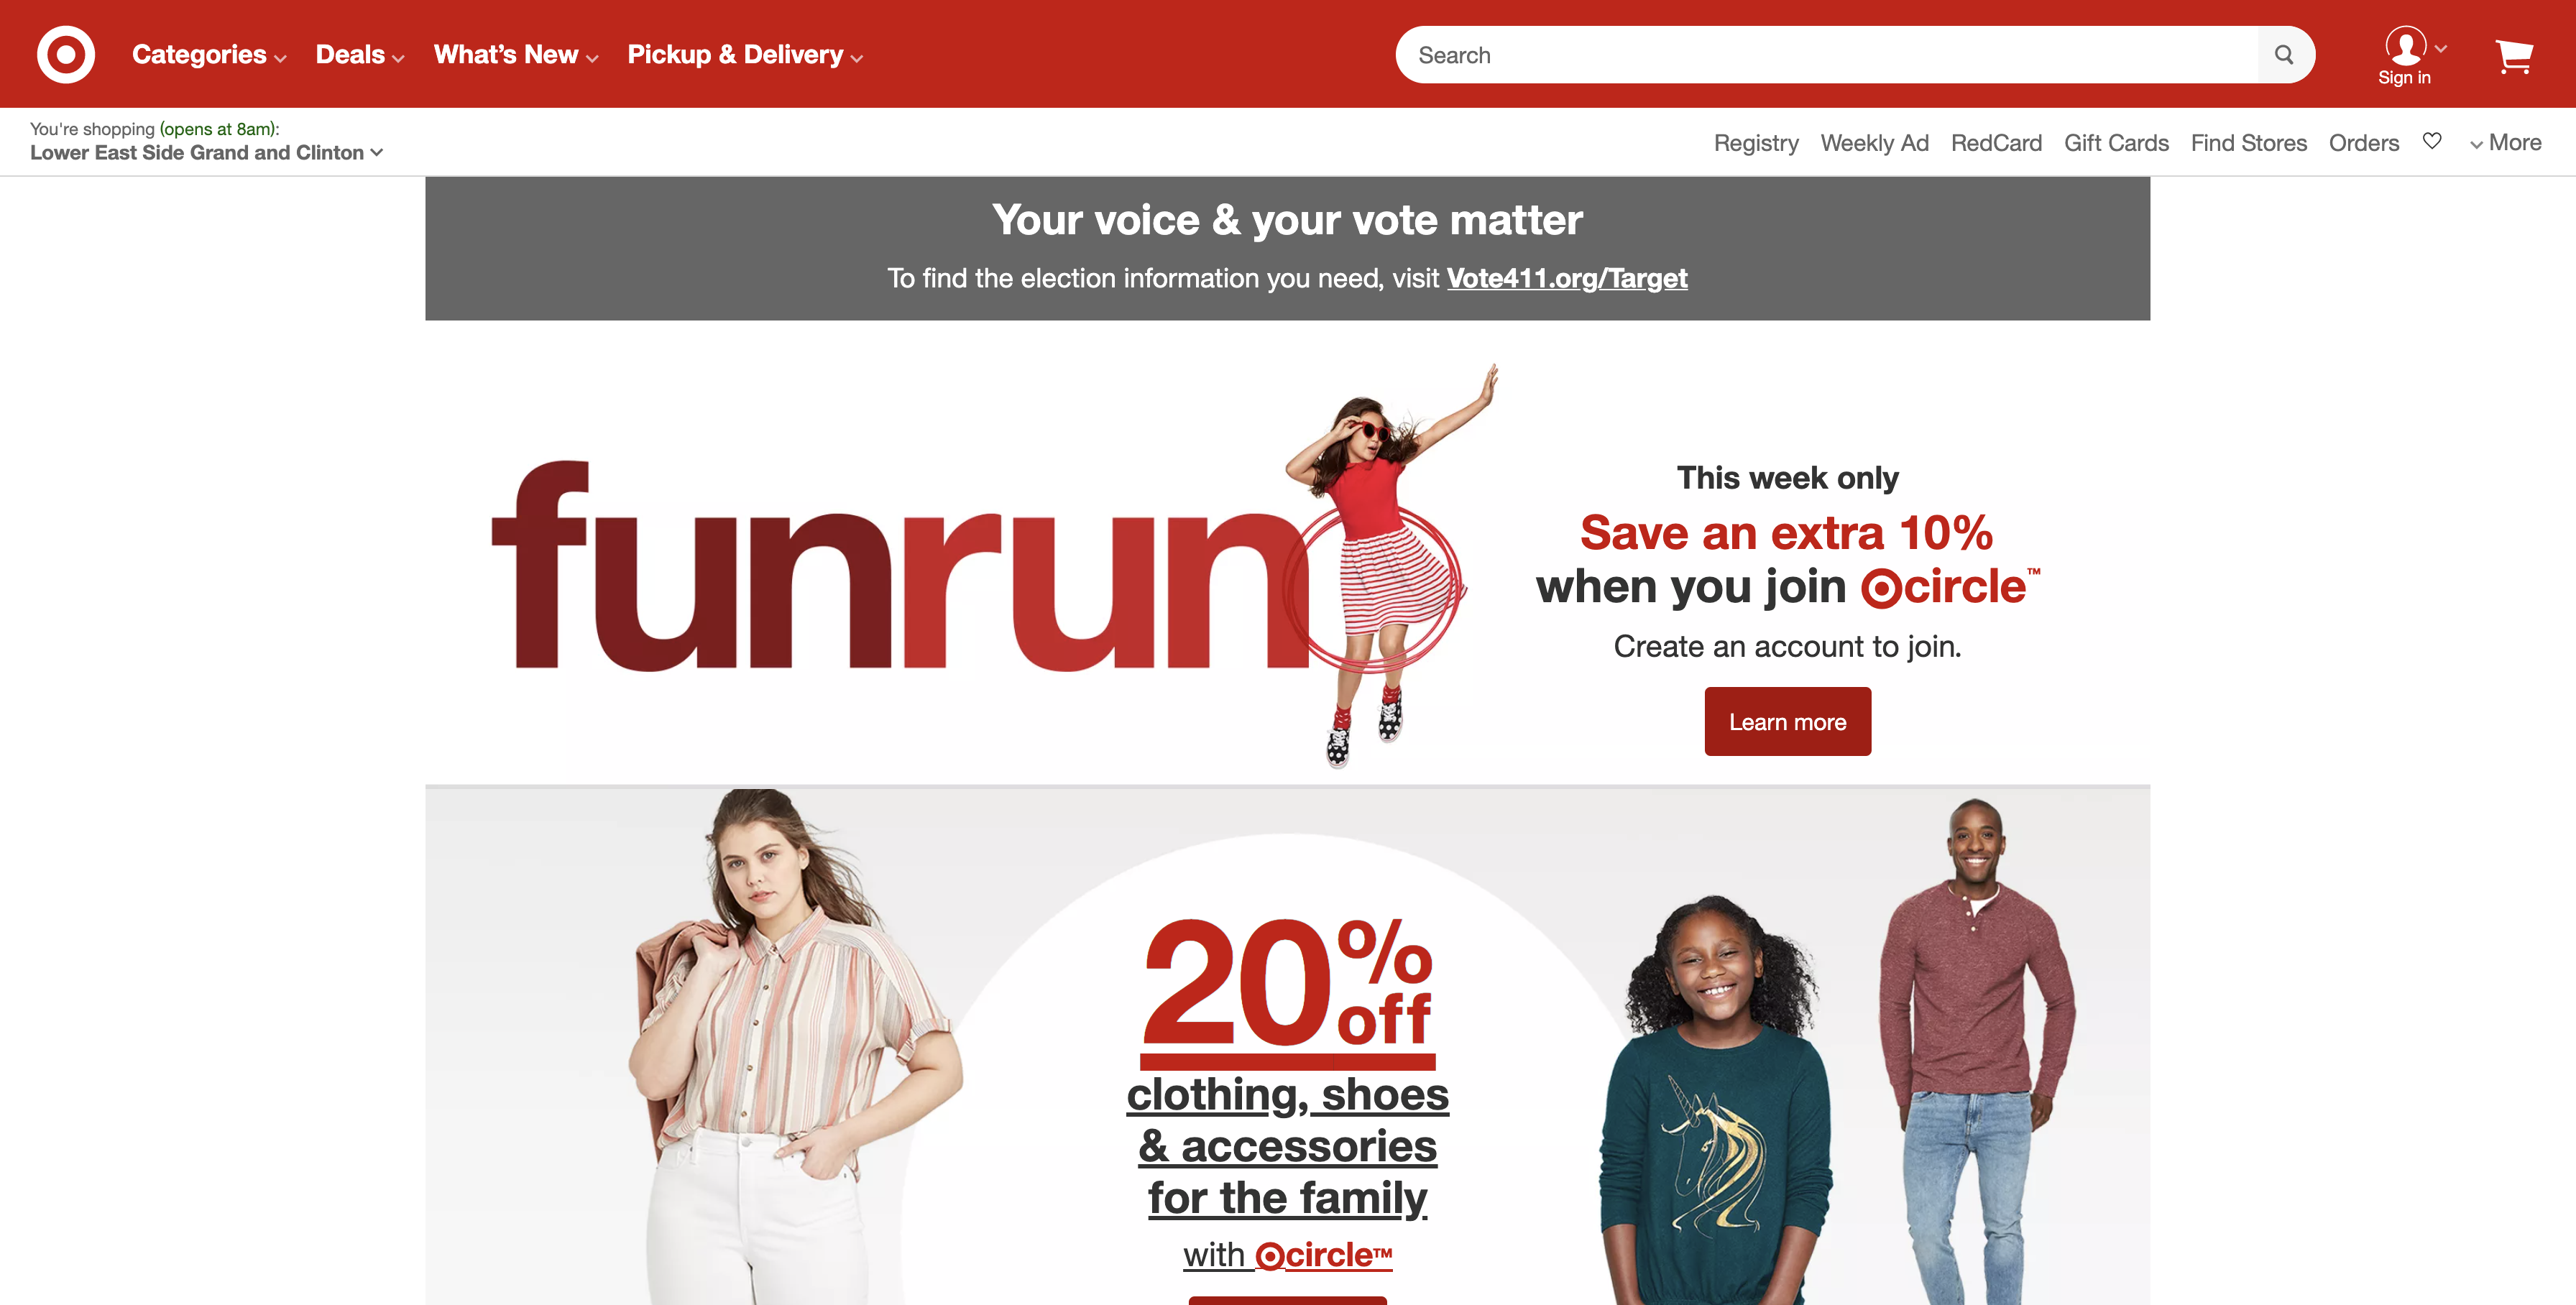 Categories Deals What's New Pickup & Delivery Search Sign in
You're shopping (opens at 8am):
Lower East Side Grand and Clinton
Registry Weekly Ad RedCard Gift Cards Find Stores Orders More
Your voice & your vote matter
To find the election information you need, visit Vote411.org/Target
funrun
This week only
Save an extra 10%
when you join circle™
Create an account to join.
Learn more
20% off
clothing, shoes
& accessories
for the family
with circle™